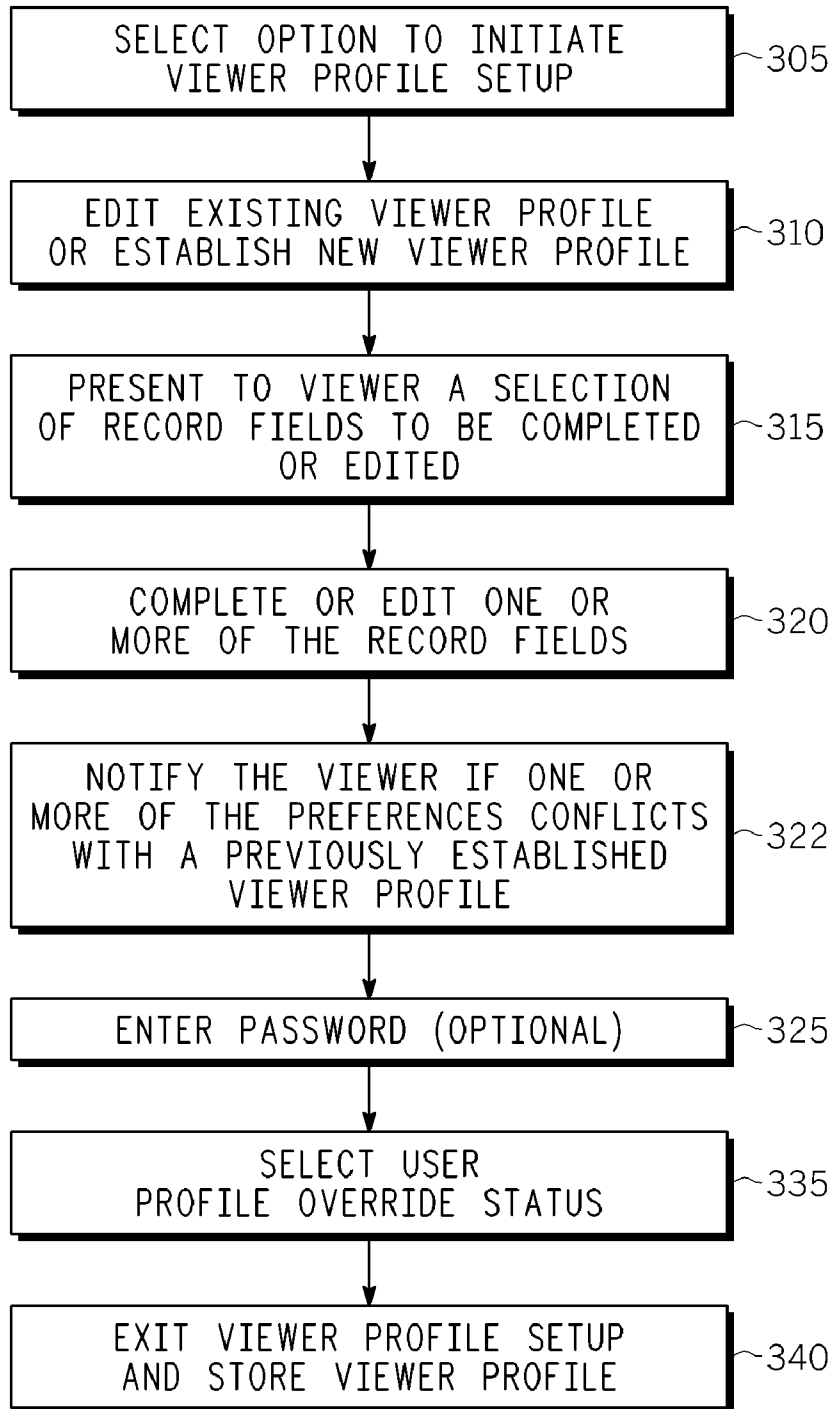 SELECT OPTION TO INITIATE
VIEWER PROFILE SETUP
305
EDIT EXISTING VIEWER PROFILE
OR ESTABLISH NEW VIEWER PROFILE
310
PRESENT TO VIEWER A SELECTION
OF RECORD FIELDS TO BE COMPLETED
OR EDITED
315
COMPLETE OR EDIT ONE OR
MORE OF THE RECORD FIELDS
320
NOTIFY THE VIEWER IF ONE OR
MORE OF THE PREFERENCES CONFLICTS
WITH A PREVIOUSLY ESTABLISHED
VIEWER PROFILE
322
ENTER PASSWORD (OPTIONAL)
325
SELECT USER
PROFILE OVERRIDE STATUS
335
EXIT VIEWER PROFILE SETUP
AND STORE VIEWER PROFILE
340